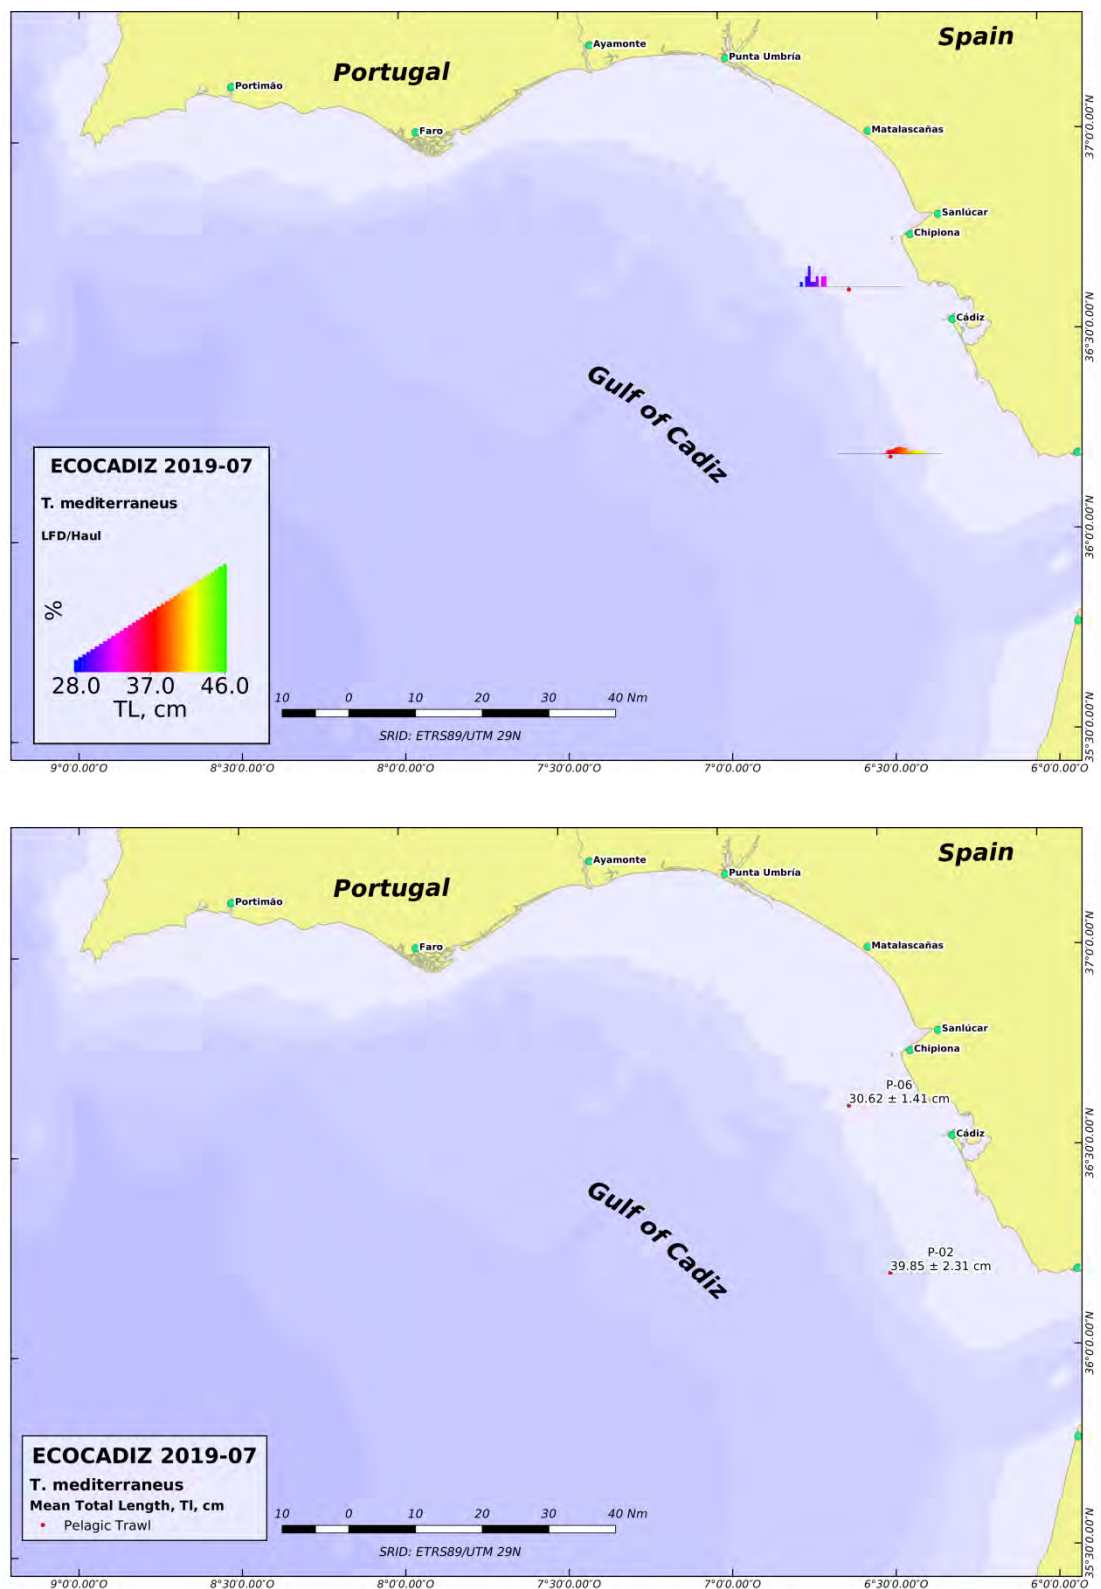 Spain
Portugal
Ayamonte
Punta Umbría
Portimão
Faro
Matalascañas
Sanlúcar
Chipiona
Cádiz
Gulf of Cadiz
37°0'0.00"N
36°30'0.00"N
36°0'0.00"N
35°30'0.00"N
ECOCADIZ 2019-07
T. mediterraneus
LFD/Haul
%
28.0 37.0 46.0
TL, cm
10 0 10 20 30 40 Nm
SRID: ETRS89/UTM 29N
9°0'0.00"O 8°30'0.00"O 8°0'0.00"O 7°30'0.00"O 7°0'0.00"O 6°30'0.00"O 6°0'0.00"O
Spain
Portugal
Ayamonte
Punta Umbría
Portimão
Faro
Matalascañas
Sanlúcar
Chipiona
P-06
30.62 ± 1.41 cm
Cádiz
Gulf of Cadiz
P-02
39.85 ± 2.31 cm
37°0'0.00"N
36°30'0.00"N
36°0'0.00"N
35°30'0.00"N
ECOCADIZ 2019-07
T. mediterraneus
Mean Total Length, Tl, cm
Pelagic Trawl
10 0 10 20 30 40 Nm
SRID: ETRS89/UTM 29N
9°0'0.00"O 8°30'0.00"O 8°0'0.00"O 7°30'0.00"O 7°0'0.00"O 6°30'0.00"O 6°0'0.00"O